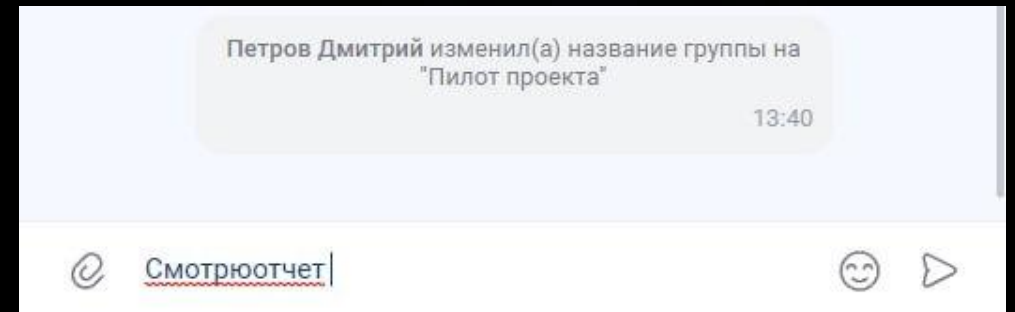 Петров Дмитрий изменил(а) название группы на
"Пилот проекта"
13:40
Смотрюотчет